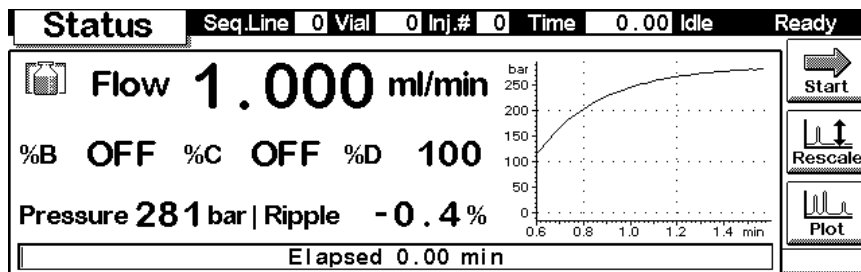 Status Seq.Line 0 Vial 0 Inj.# 0 Time 0.00 Idle Ready
Flow 1.000 ml/min
%B OFF %C OFF %D 100
Pressure 281 bar | Ripple -0.4%
Elapsed 0.00 min
bar
250
200
150
100
50
0
0.6 0.8 1.0 1.2 1.4 min
Start
Rescale
Plot